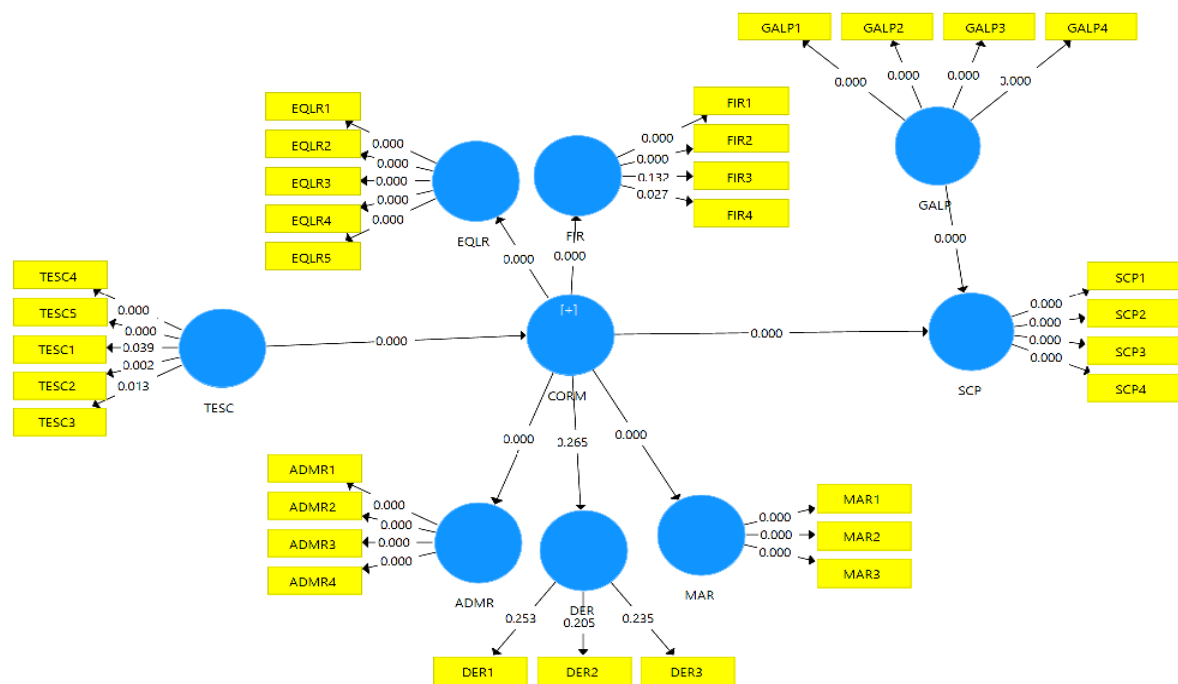 GALP1
GALP2
GALP3
GALP4
0.000
0.000
0.000
0.000
GALP
0.000
EQLR1
EQLR2
EQLR3
EQLR4
EQLR5
0.000
0.000
0.000
0.000
0.000
EQLR
0.000
FIR1
FIR2
FIR3
FIR4
0.000
0.000
0.132
0.027
FIR
0.000
TESC4
TESC5
TESC1
TESC2
TESC3
0.000
0.000
0.039
0.002
0.013
TESC
0.000
[+]
CORM
0.000
SCP1
SCP2
SCP3
SCP4
0.000
0.000
0.000
0.000
SCP
0.000
0.265
0.000
ADMR1
ADMR2
ADMR3
ADMR4
0.000
0.000
0.000
0.000
ADMR
DER
0.253
0.205
0.235
DER1
DER2
DER3
MAR
0.000
0.000
0.000
MAR1
MAR2
MAR3